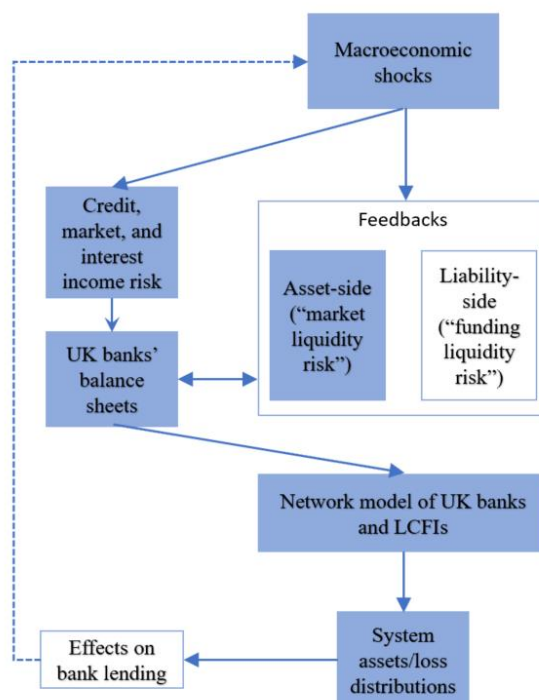 Macroeconomic
shocks
Credit,
market, and
interest
income risk
Feedbacks
Asset-side
(“market
liquidity
risk”)
Liability-
side
(“funding
liquidity
risk”)
UK banks’
balance
sheets
Network model of UK banks
and LCFIs
System
assets/loss
distributions
Effects on
bank lending